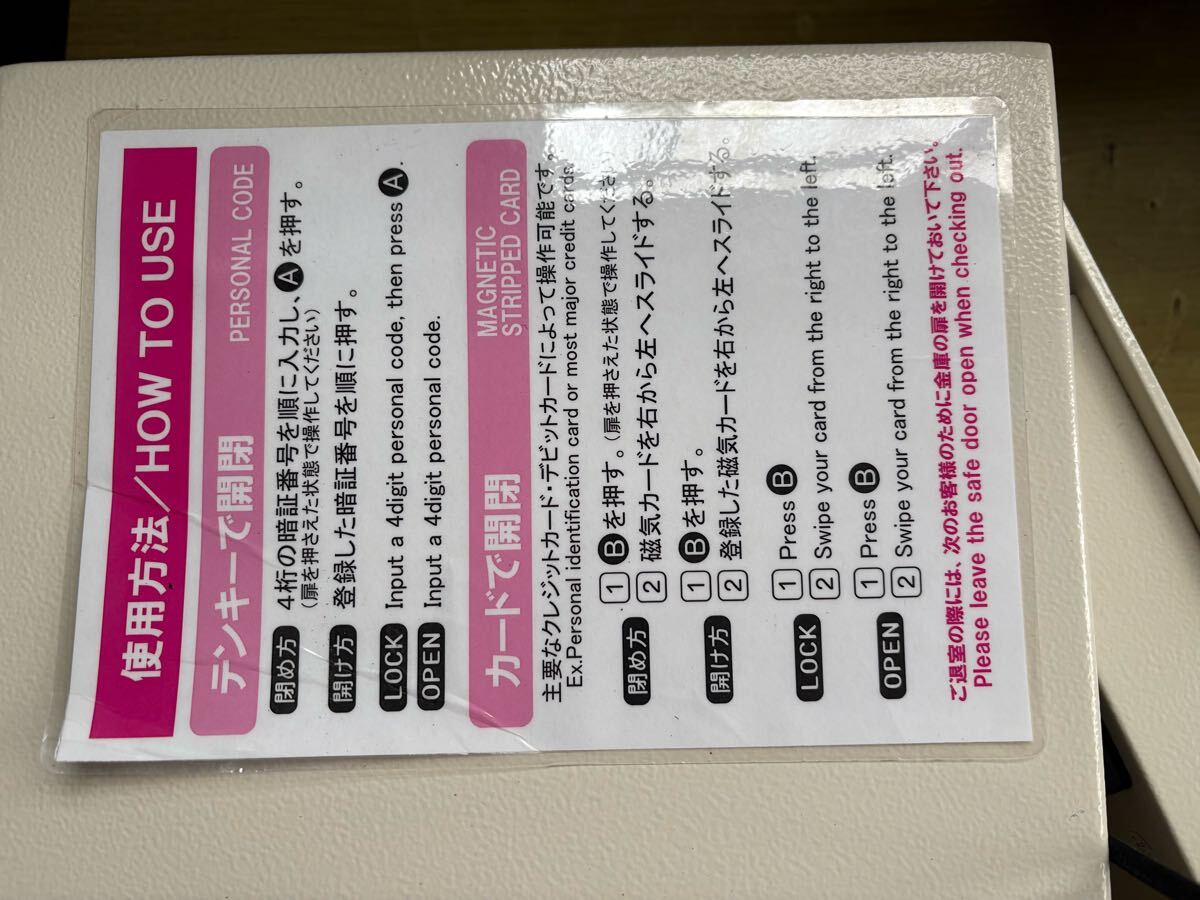 使用方法／HOW TO USE
テンキーで開閉 PERSONAL CODE
閉め方 4桁の暗証番号を順に入力し、Aを押す。
（扉を押さえた状態で操作してください）
開け方 登録した暗証番号を順に押す。
LOCK Input a 4digit personal code, then press A.
OPEN Input a 4digit personal code.
カードで開閉 MAGNETIC
STRIPPED CARD
主要なクレジットカード・デビットカードによって操作可能です。
Ex.Personal identification card or most major credit cards.
閉め方 1 Bを押す。（扉を押さえた状態で操作してください
2 磁気カードを右から左へスライドする。
開け方 1 Bを押す。
2 登録した磁気カードを右から左へスライドする。
LOCK 1 Press B
2 Swipe your card from the right to the left.
OPEN 1 Press B
2 Swipe your card from the right to the left.
ご退室の際には、次のお客様のために金庫の扉を開けておいて下さい。
Please leave the safe door open when checking out.